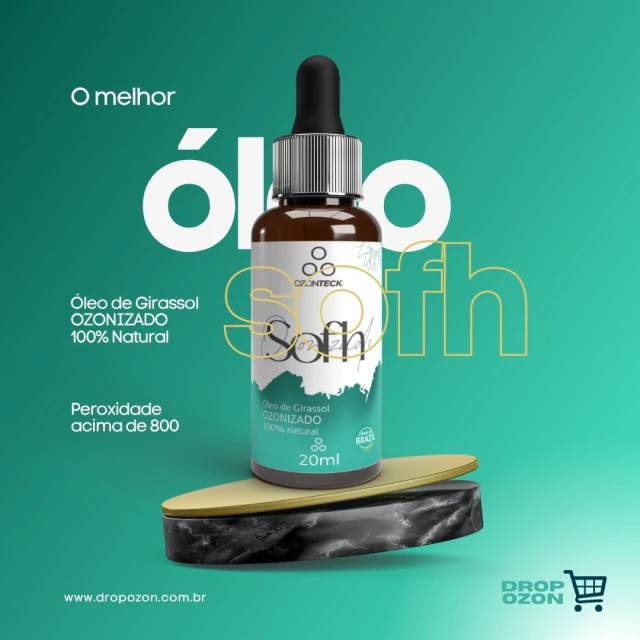 O melhor
óleo
sofh
Óleo de Girassol
OZONIZADO
100% Natural
Peroxidade
acima de 800
OZONTECK
Sofh
Óleo de Girassol
OZONIZADO
100% natural
BRAZIL
20ml
www.dropozon.com.br
DROP
OZON